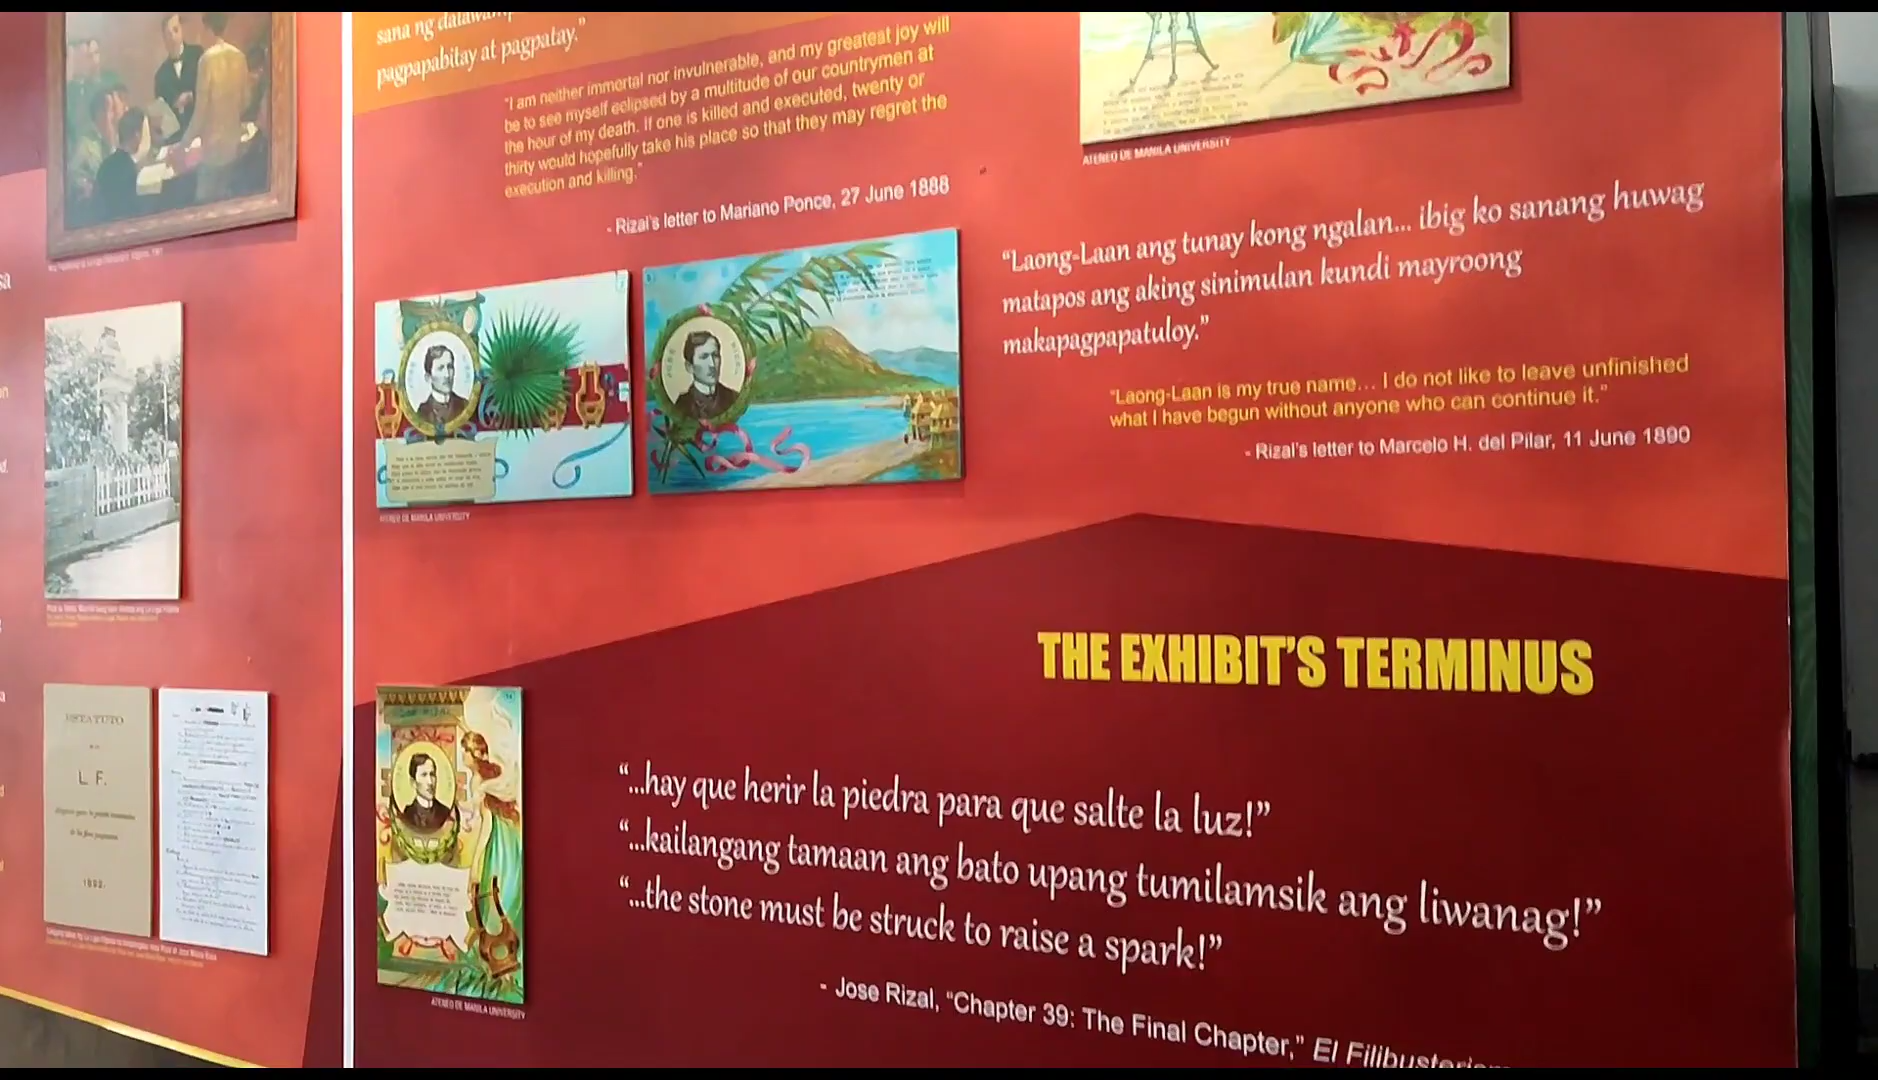 sana ng
pagpapabitay at pagpatay."
"I am neither immortal nor invulnerable, and my greatest joy will
be to see myself eclipsed by a multitude of our countrymen at
the hour of my death. If one is killed and executed, twenty or
thirty would hopefully take his place so that they may regret the
execution and killing."
- Rizal's letter to Mariano Ponce, 27 June 1888
ATENEO DE MANILA UNIVERSITY
ATENEO DE MANILA UNIVERSITY
"Laong-Laan ang tunay kong ngalan... ibig ko sanang huwag
matapos ang aking sinimulan kundi mayroong
makapagpapatuloy."
"Laong-Laan is my true name... I do not like to leave unfinished
what I have begun without anyone who can continue it."
- Rizal's letter to Marcelo H. del Pilar, 11 June 1890
ESTATUTO
L. F.
1892.
THE EXHIBIT'S TERMINUS
"...hay que herir la piedra para que salte la luz!"
"...kailangang tamaan ang bato upang tumilamsik ang liwanag!"
"...the stone must be struck to raise a spark!"
- Jose Rizal, "Chapter 39: The Final Chapter," El
ATENEO DE MANILA UNIVERSITY